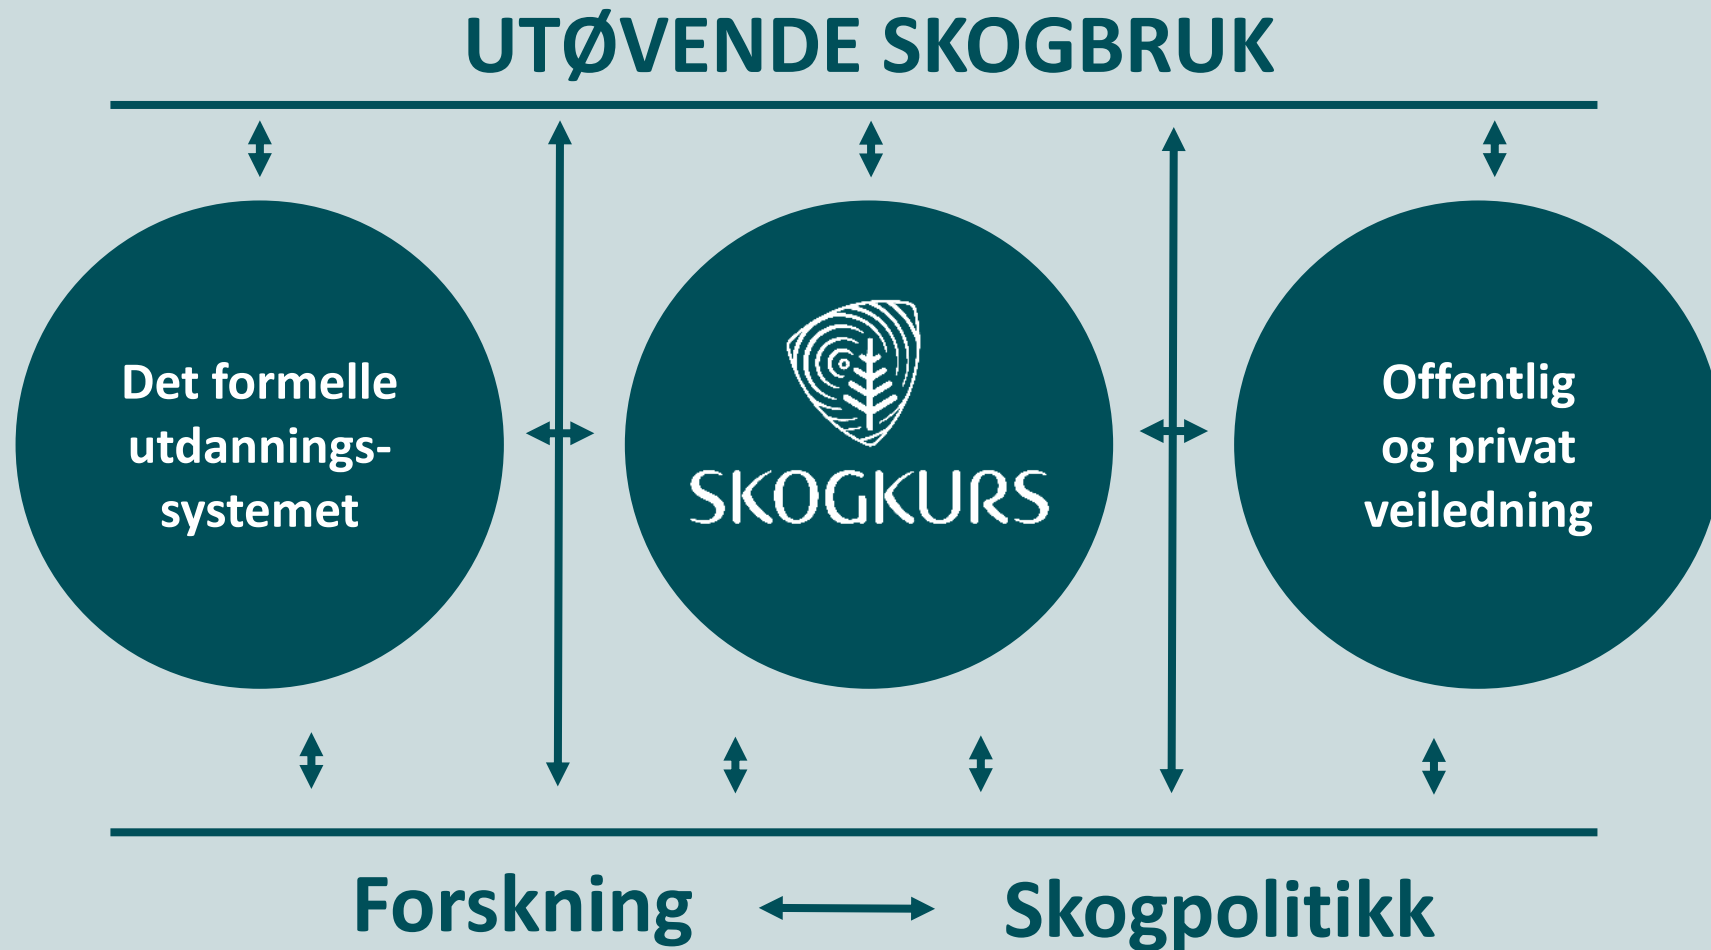 UTØVENDE SKOGBRUK
Det formelle
utdannings-
systemet
SKOGKURS
Offentlig
og privat
veiledning
Forskning
Skogpolitikk